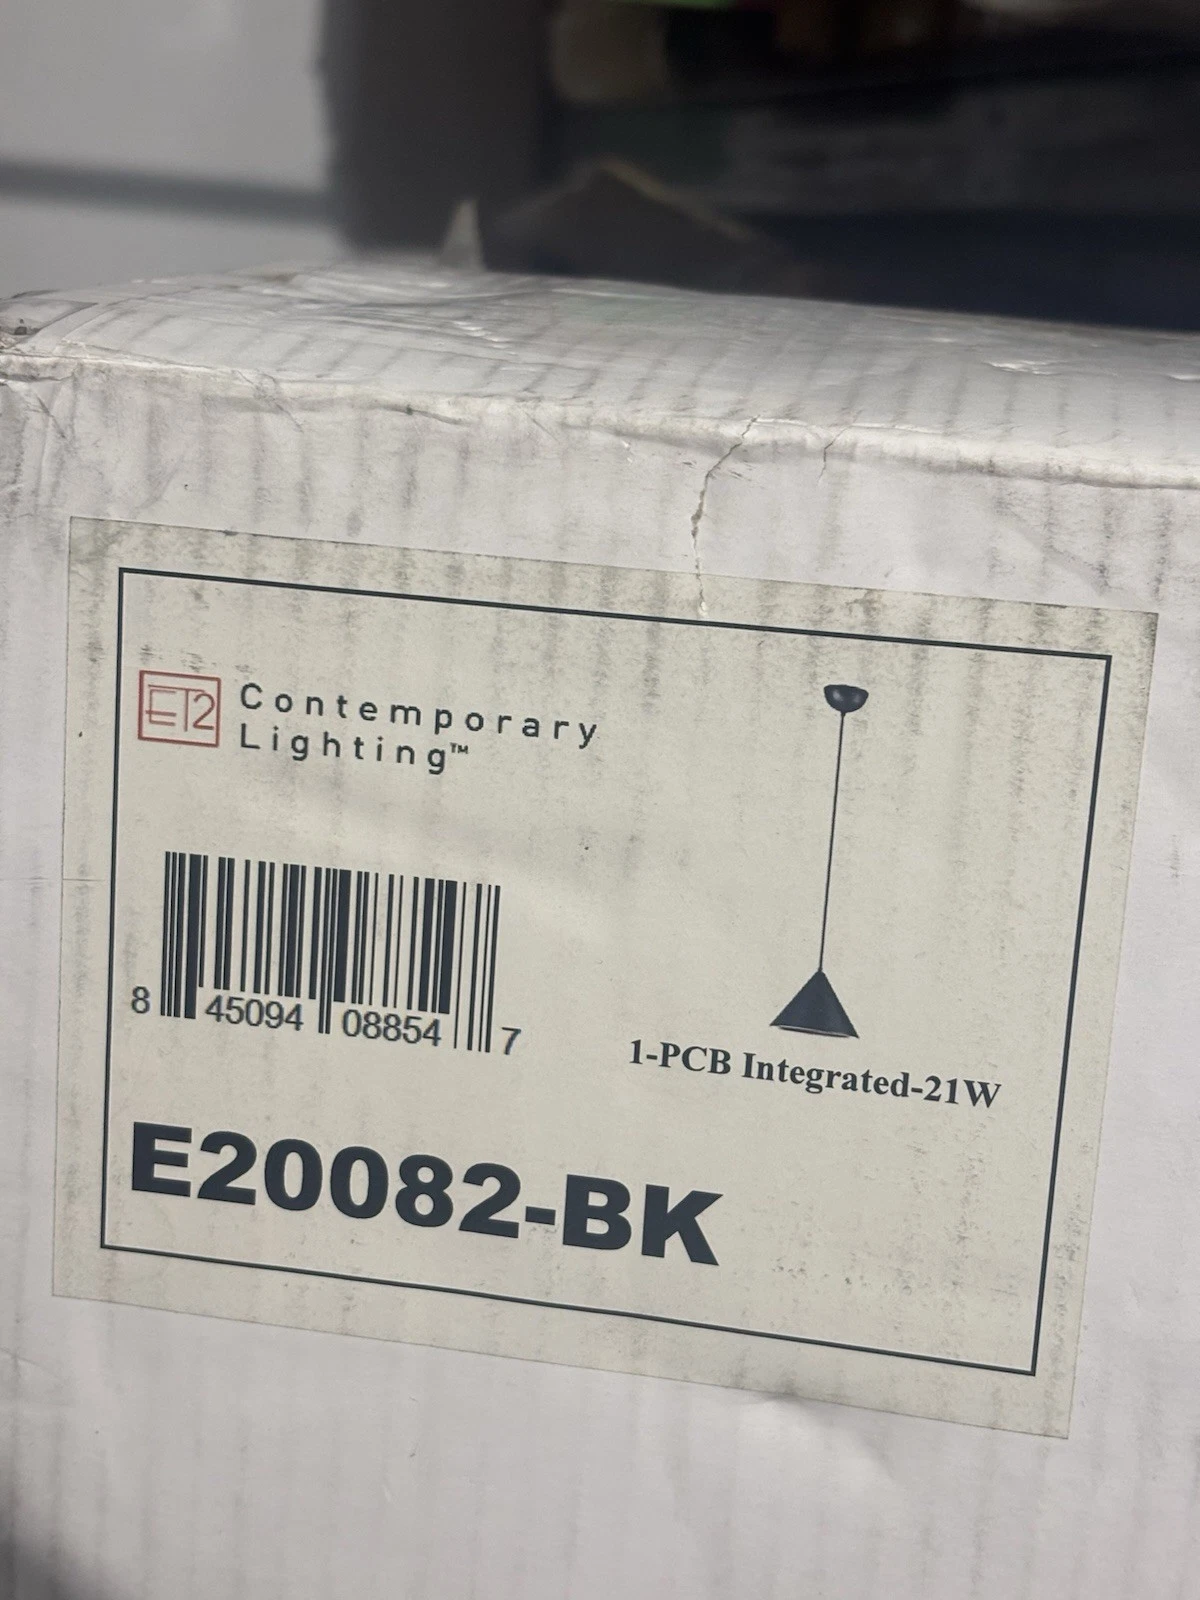 ET2 Contemporary
Lighting™
8 45094 08854 7
1-PCB Integrated-21W
E20082-BK